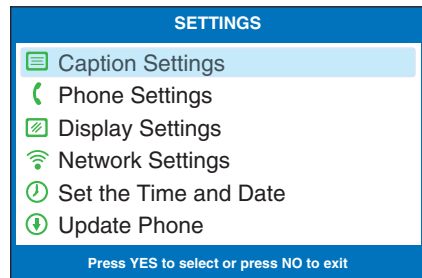 SETTINGS
Caption Settings
Phone Settings
Display Settings
Network Settings
Set the Time and Date
Update Phone
Press YES to select or press NO to exit